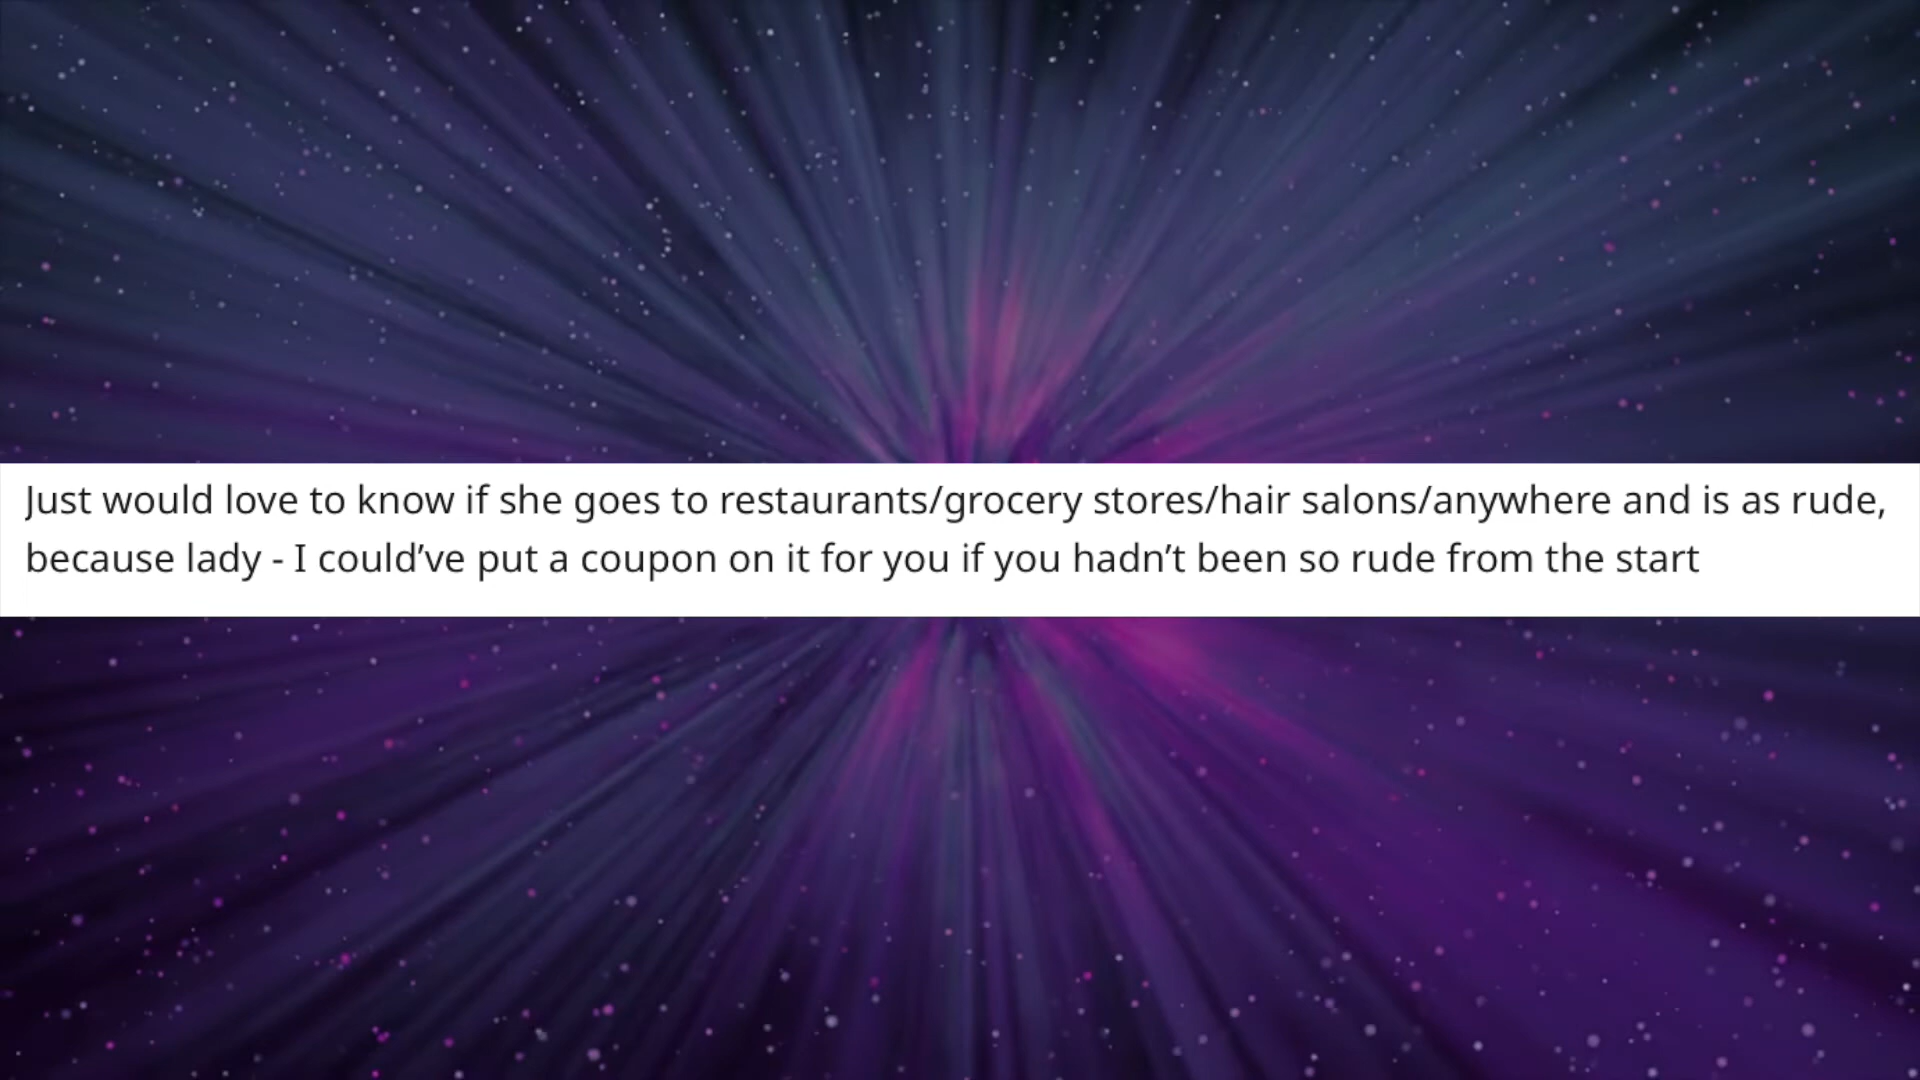 Just would love to know if she goes to restaurants/grocery stores/hair salons/anywhere and is as rude,
because lady - I could’ve put a coupon on it for you if you hadn’t been so rude from the start